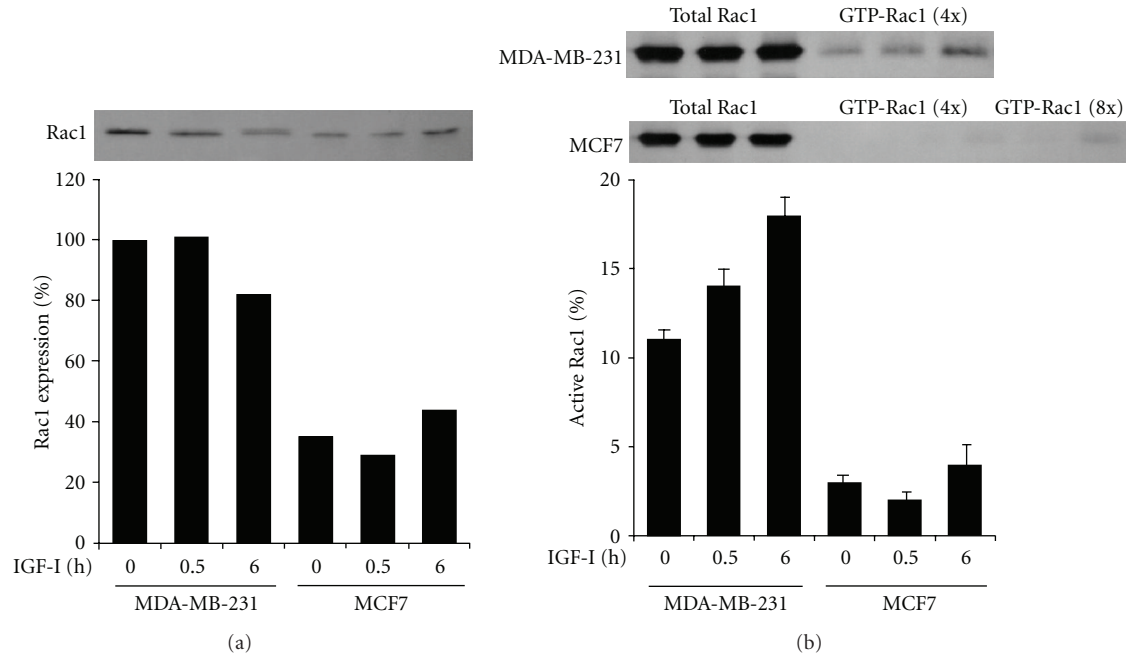 Rac1
120
100
80
60
40
20
0
Rac1 expression (%)
IGF-I (h) 0 0.5 6 0 0.5 6
MDA-MB-231 MCF7
(a)
Total Rac1 GTP-Rac1 (4x)
MDA-MB-231
Total Rac1 GTP-Rac1 (4x) GTP-Rac1 (8x)
MCF7
20
15
10
5
0
Active Rac1 (%)
IGF-I (h) 0 0.5 6 0 0.5 6
MDA-MB-231 MCF7
(b)